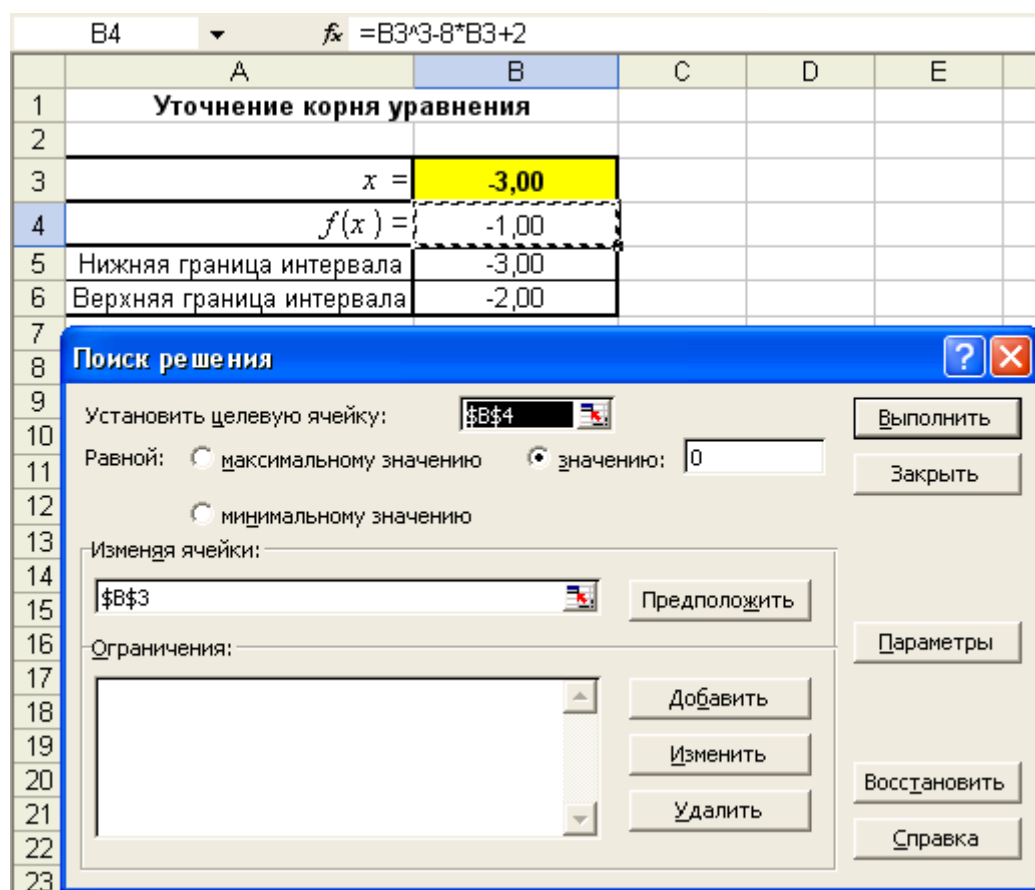 B4 fx =B3^3-8*B3+2
A B C D E
1 Уточнение корня уравнения
2
3 x = -3,00
4 f(x) = -1,00
5 Нижняя граница интервала -3,00
6 Верхняя граница интервала -2,00
7
8 Поиск решения
9
10 Установить целевую ячейку: $B$4 Выполнить
11 Равной: максимальному значению значению: 0 Закрыть
12 минимальному значению
13 Изменяя ячейки:
14
15 $B$3 Предположить
16 Ограничения: Параметры
17
18 Добавить
19 Изменить
20 Восстановить
21 Удалить
22 Справка
23